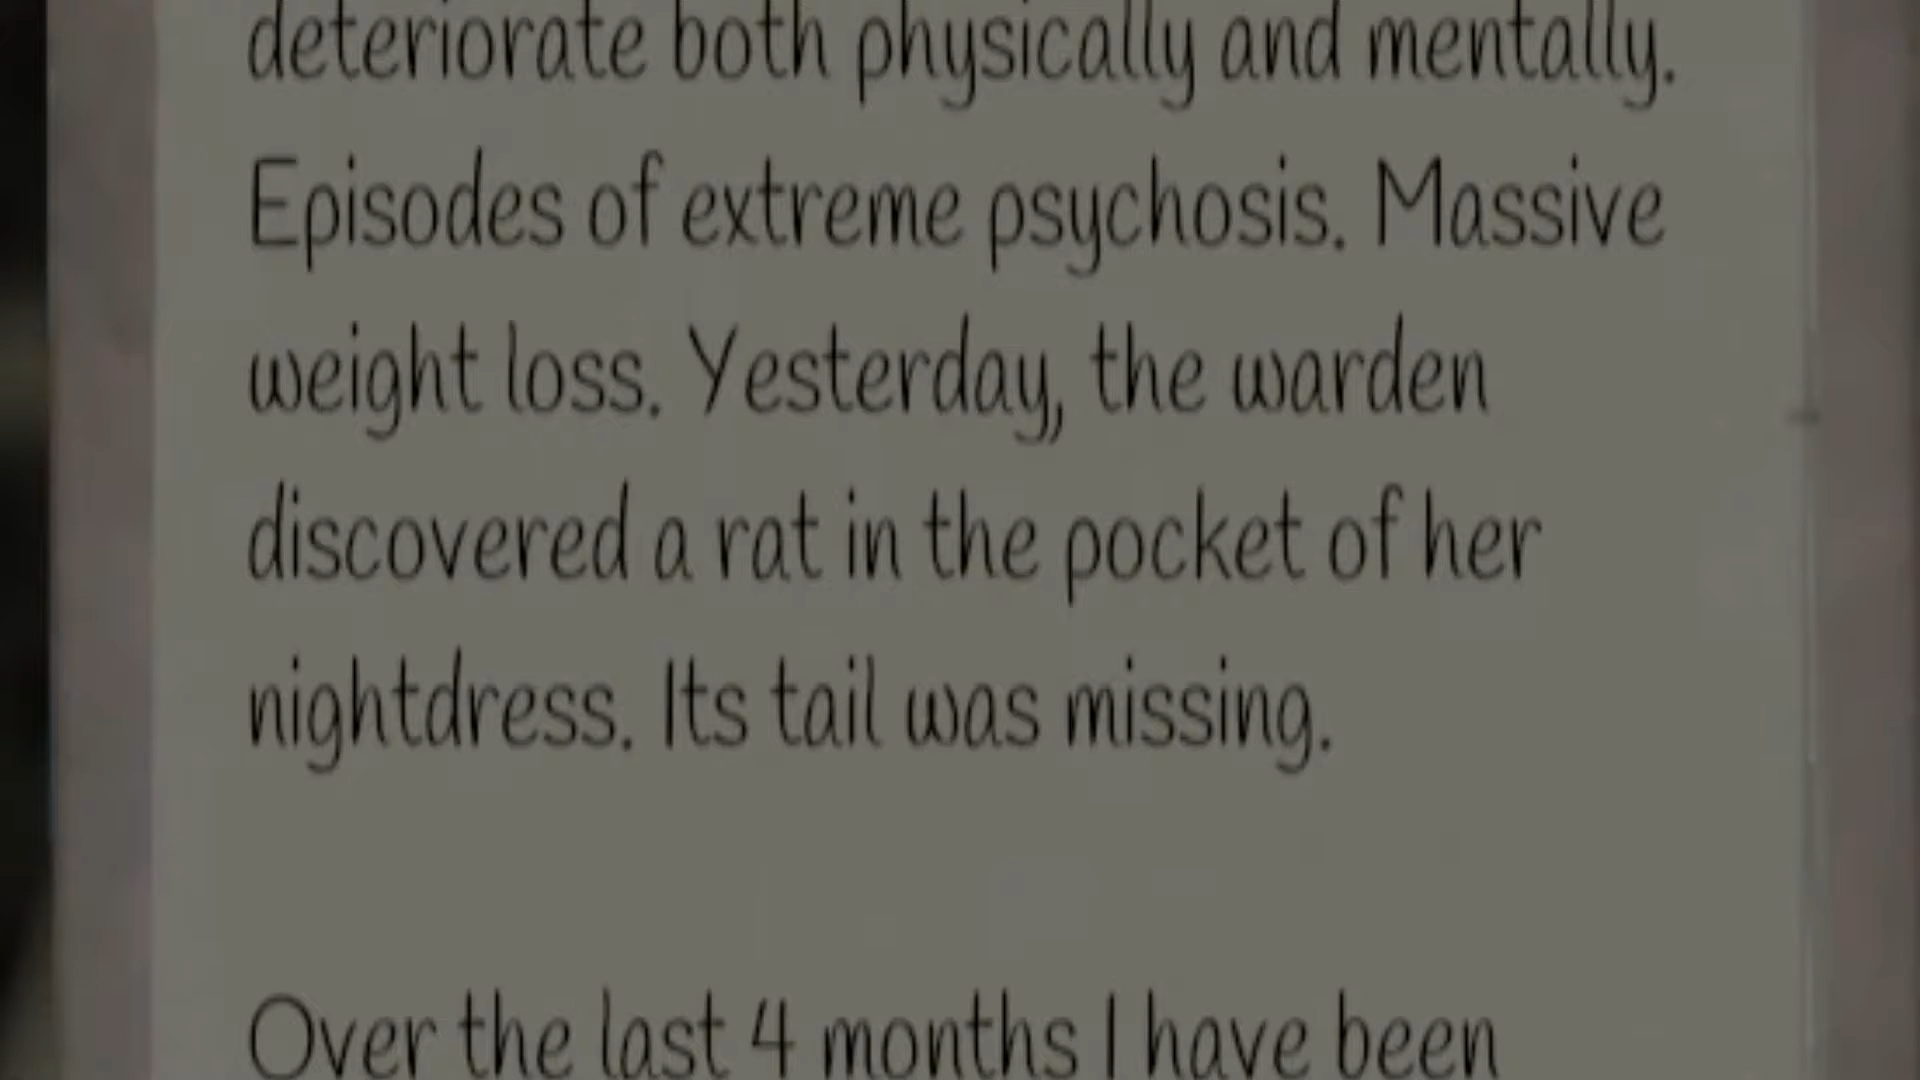 deteriorate both physically and mentally.
Episodes of extreme psychosis. Massive
weight loss. Yesterday, the warden
discovered a rat in the pocket of her
nightdress. Its tail was missing.
Over the last 4 months I have been